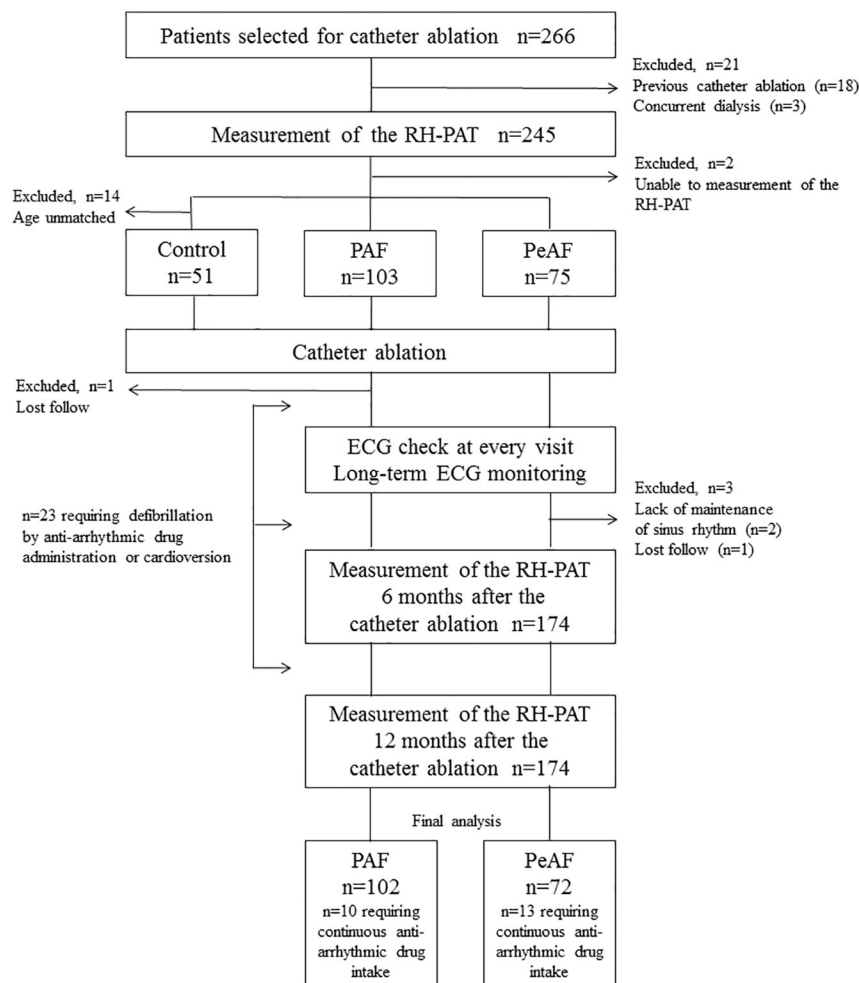 Patients selected for catheter ablation n=266
Excluded, n=21
Previous catheter ablation (n=18)
Concurrent dialysis (n=3)
Measurement of the RH-PAT n=245
Excluded, n=2
Unable to measurement of the
RH-PAT
Excluded, n=14
Age unmatched
Control
n=51
PAF
n=103
PeAF
n=75
Catheter ablation
Excluded, n=1
Lost follow
ECG check at every visit
Long-term ECG monitoring
Excluded, n=3
Lack of maintenance
of sinus rhythm (n=2)
Lost follow (n=1)
n=23 requiring defibrillation
by anti-arrhythmic drug
administration or cardioversion
Measurement of the RH-PAT
6 months after the
catheter ablation n=174
Measurement of the RH-PAT
12 months after the
catheter ablation n=174
Final analysis
PAF
n=102
n=10 requiring
continuous anti-
arrhythmic drug
intake
PeAF
n=72
n=13 requiring
continuous anti-
arrhythmic drug
intake